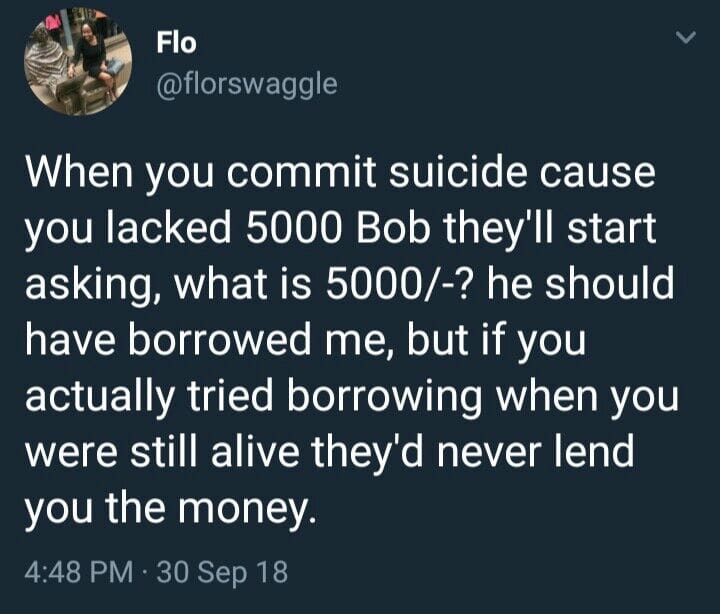 Flo
@florswaggle
When you commit suicide cause
you lacked 5000 Bob they'll start
asking, what is 5000/-? he should
have borrowed me, but if you
actually tried borrowing when you
were still alive they'd never lend
you the money.
4:48 PM · 30 Sep 18